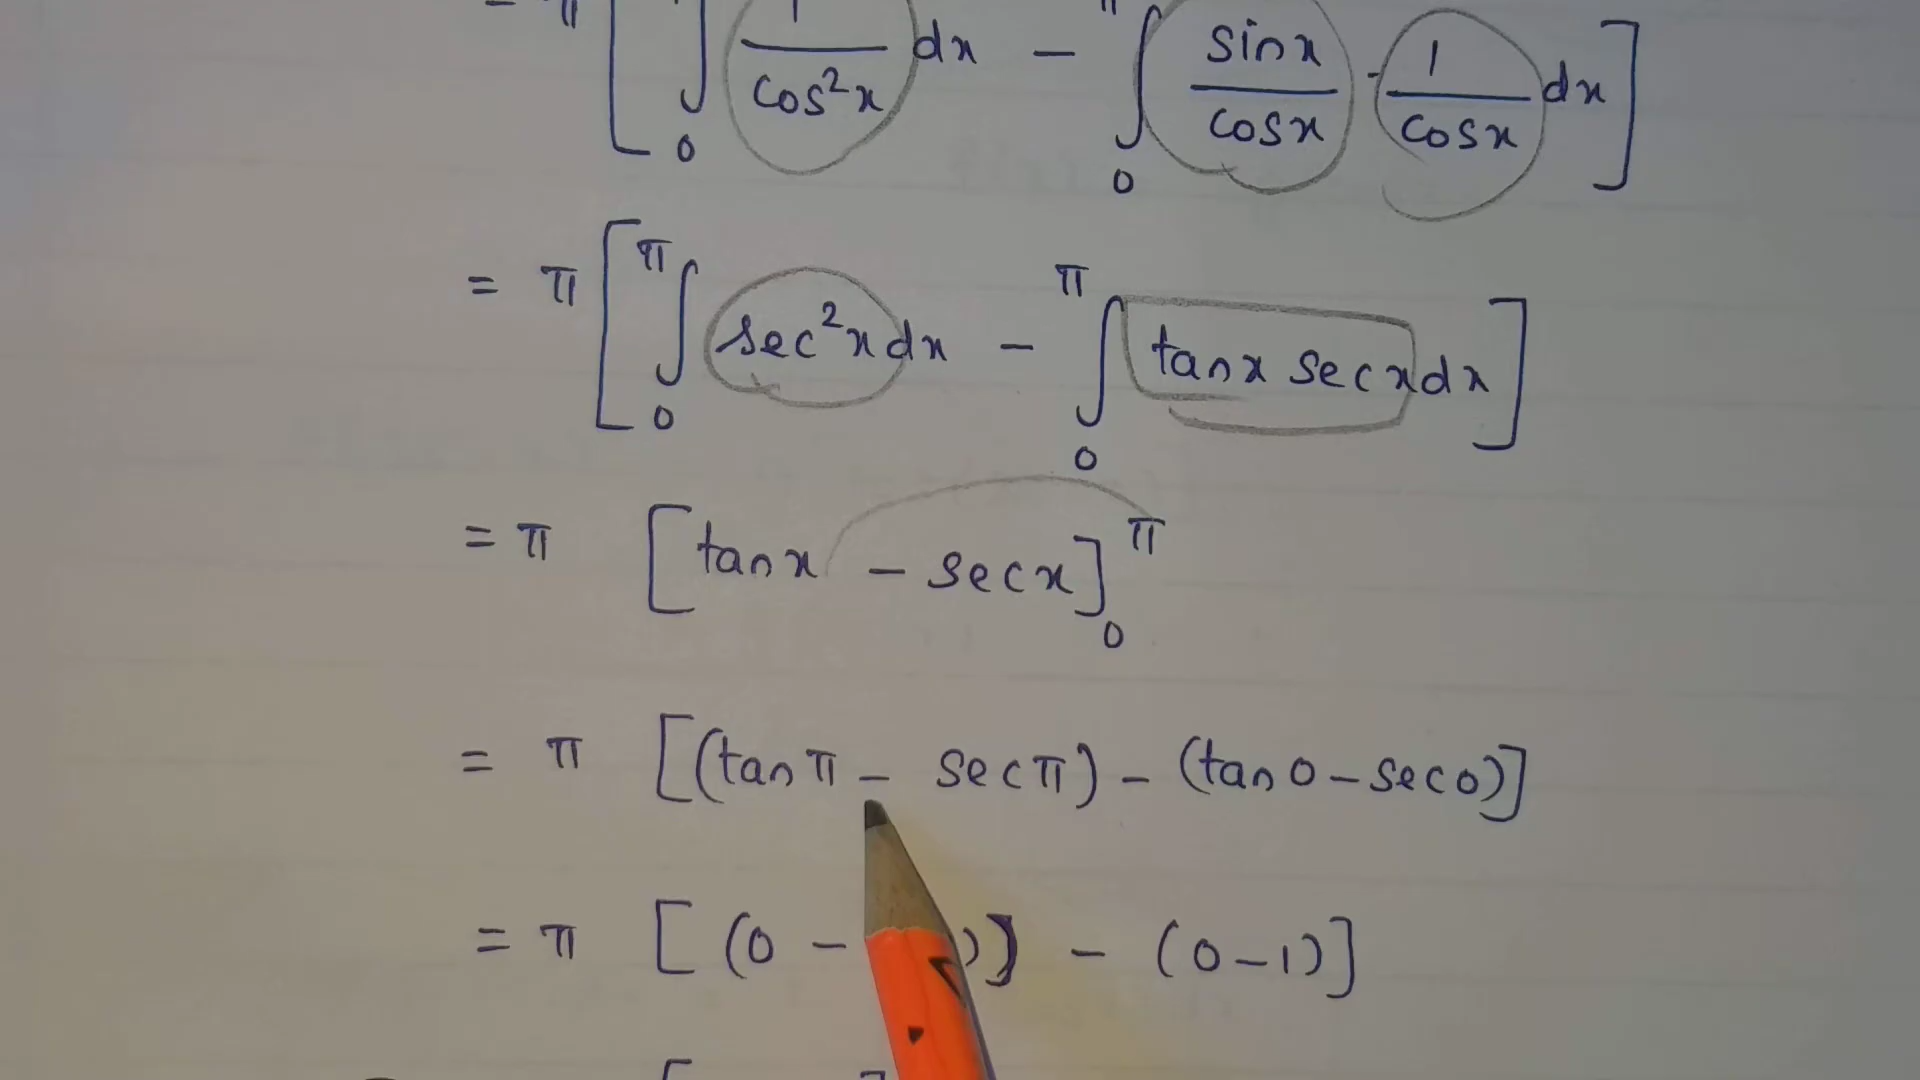 = π [ ∫₀ 1/cos²x dx − ∫₀^π sinx/cosx · 1/cosx dx ]
= π [ ∫₀^π sec²x dx − ∫₀^π tanx secx dx ]
= π [ tanx − secx ]₀^π
= π [(tanπ − secπ) − (tan0 − sec0)]
= π [ (0 − )) − (0−1) ]